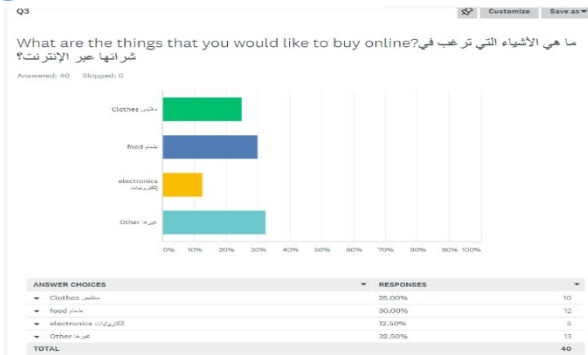 Q3
Customize Save as
What are the things that you would like to buy online?ما هي الأشياء التي ترغب في
شرائها عبر الإنترنت؟
Answered: 40 Skipped: 0
Clothes ملابس
food طعام
electronics
إلكترونيات
Other غيرها
0% 10% 20% 30% 40% 50% 60% 70% 80% 90% 100%
ANSWER CHOICES RESPONSES
Clothes ملابس 25.00% 10
food طعام 30.00% 12
electronics إلكترونيات 12.50% 5
Other غيرها 32.50% 13
TOTAL 40